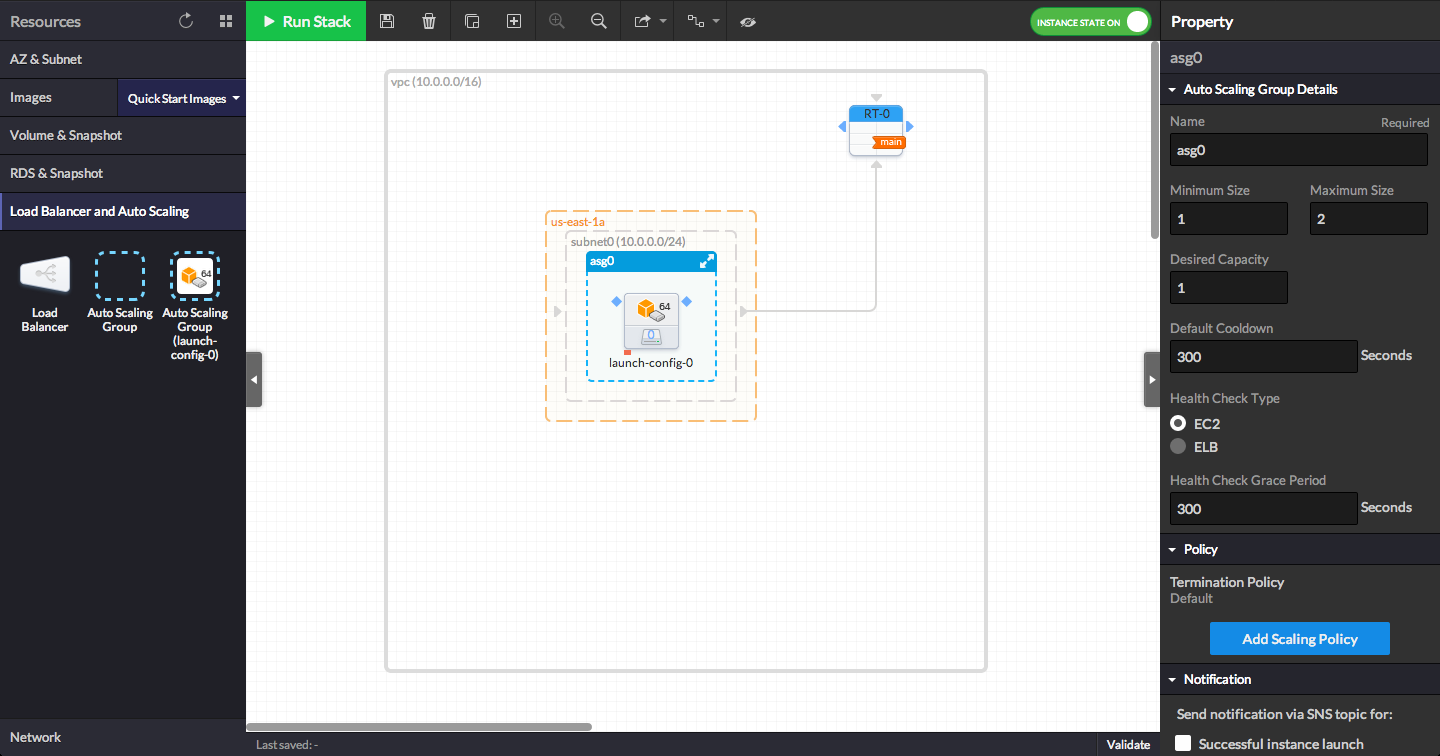 Resources
Run Stack
INSTANCE STATE ON
Property
AZ & Subnet
Images
Quick Start Images
Volume & Snapshot
RDS & Snapshot
Load Balancer and Auto Scaling
Load
Balancer
Auto Scaling
Group
64
Auto Scaling
Group
(launch-
config-0)
Network
vpc (10.0.0.0/16)
RT-0
main
us-east-1a
subnet0 (10.0.0.0/24)
asg0
64
0
launch-config-0
Last saved: -
Validate
asg0
Auto Scaling Group Details
Name
Required
asg0
Minimum Size
Maximum Size
1
2
Desired Capacity
1
Default Cooldown
300
Seconds
Health Check Type
EC2
ELB
Health Check Grace Period
300
Seconds
Policy
Termination Policy
Default
Add Scaling Policy
Notification
Send notification via SNS topic for:
Successful instance launch